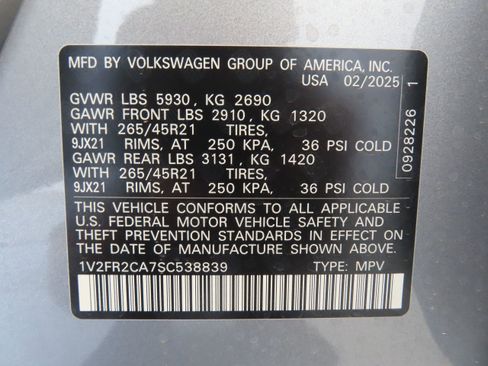 MFD BY VOLKSWAGEN GROUP OF AMERICA, INC.
USA 02/2025
GVWR LBS 5930, KG 2690
GAWR FRONT LBS 2910, KG 1320
WITH 265/45R21 TIRES,
9JX21 RIMS, AT 250 KPA, 36 PSI COLD
GAWR REAR LBS 3131, KG 1420
WITH 265/45R21 TIRES,
9JX21 RIMS, AT 250 KPA, 36 PSI COLD
THIS VEHICLE CONFORMS TO ALL APPLICABLE
U.S. FEDERAL MOTOR VEHICLE SAFETY AND
THEFT PREVENTION STANDARDS IN EFFECT ON
DATE OF MANUFACTURE SHOWN ABOVE.
1V2FR2CA7SC538839 TYPE: MPV
0928226 1